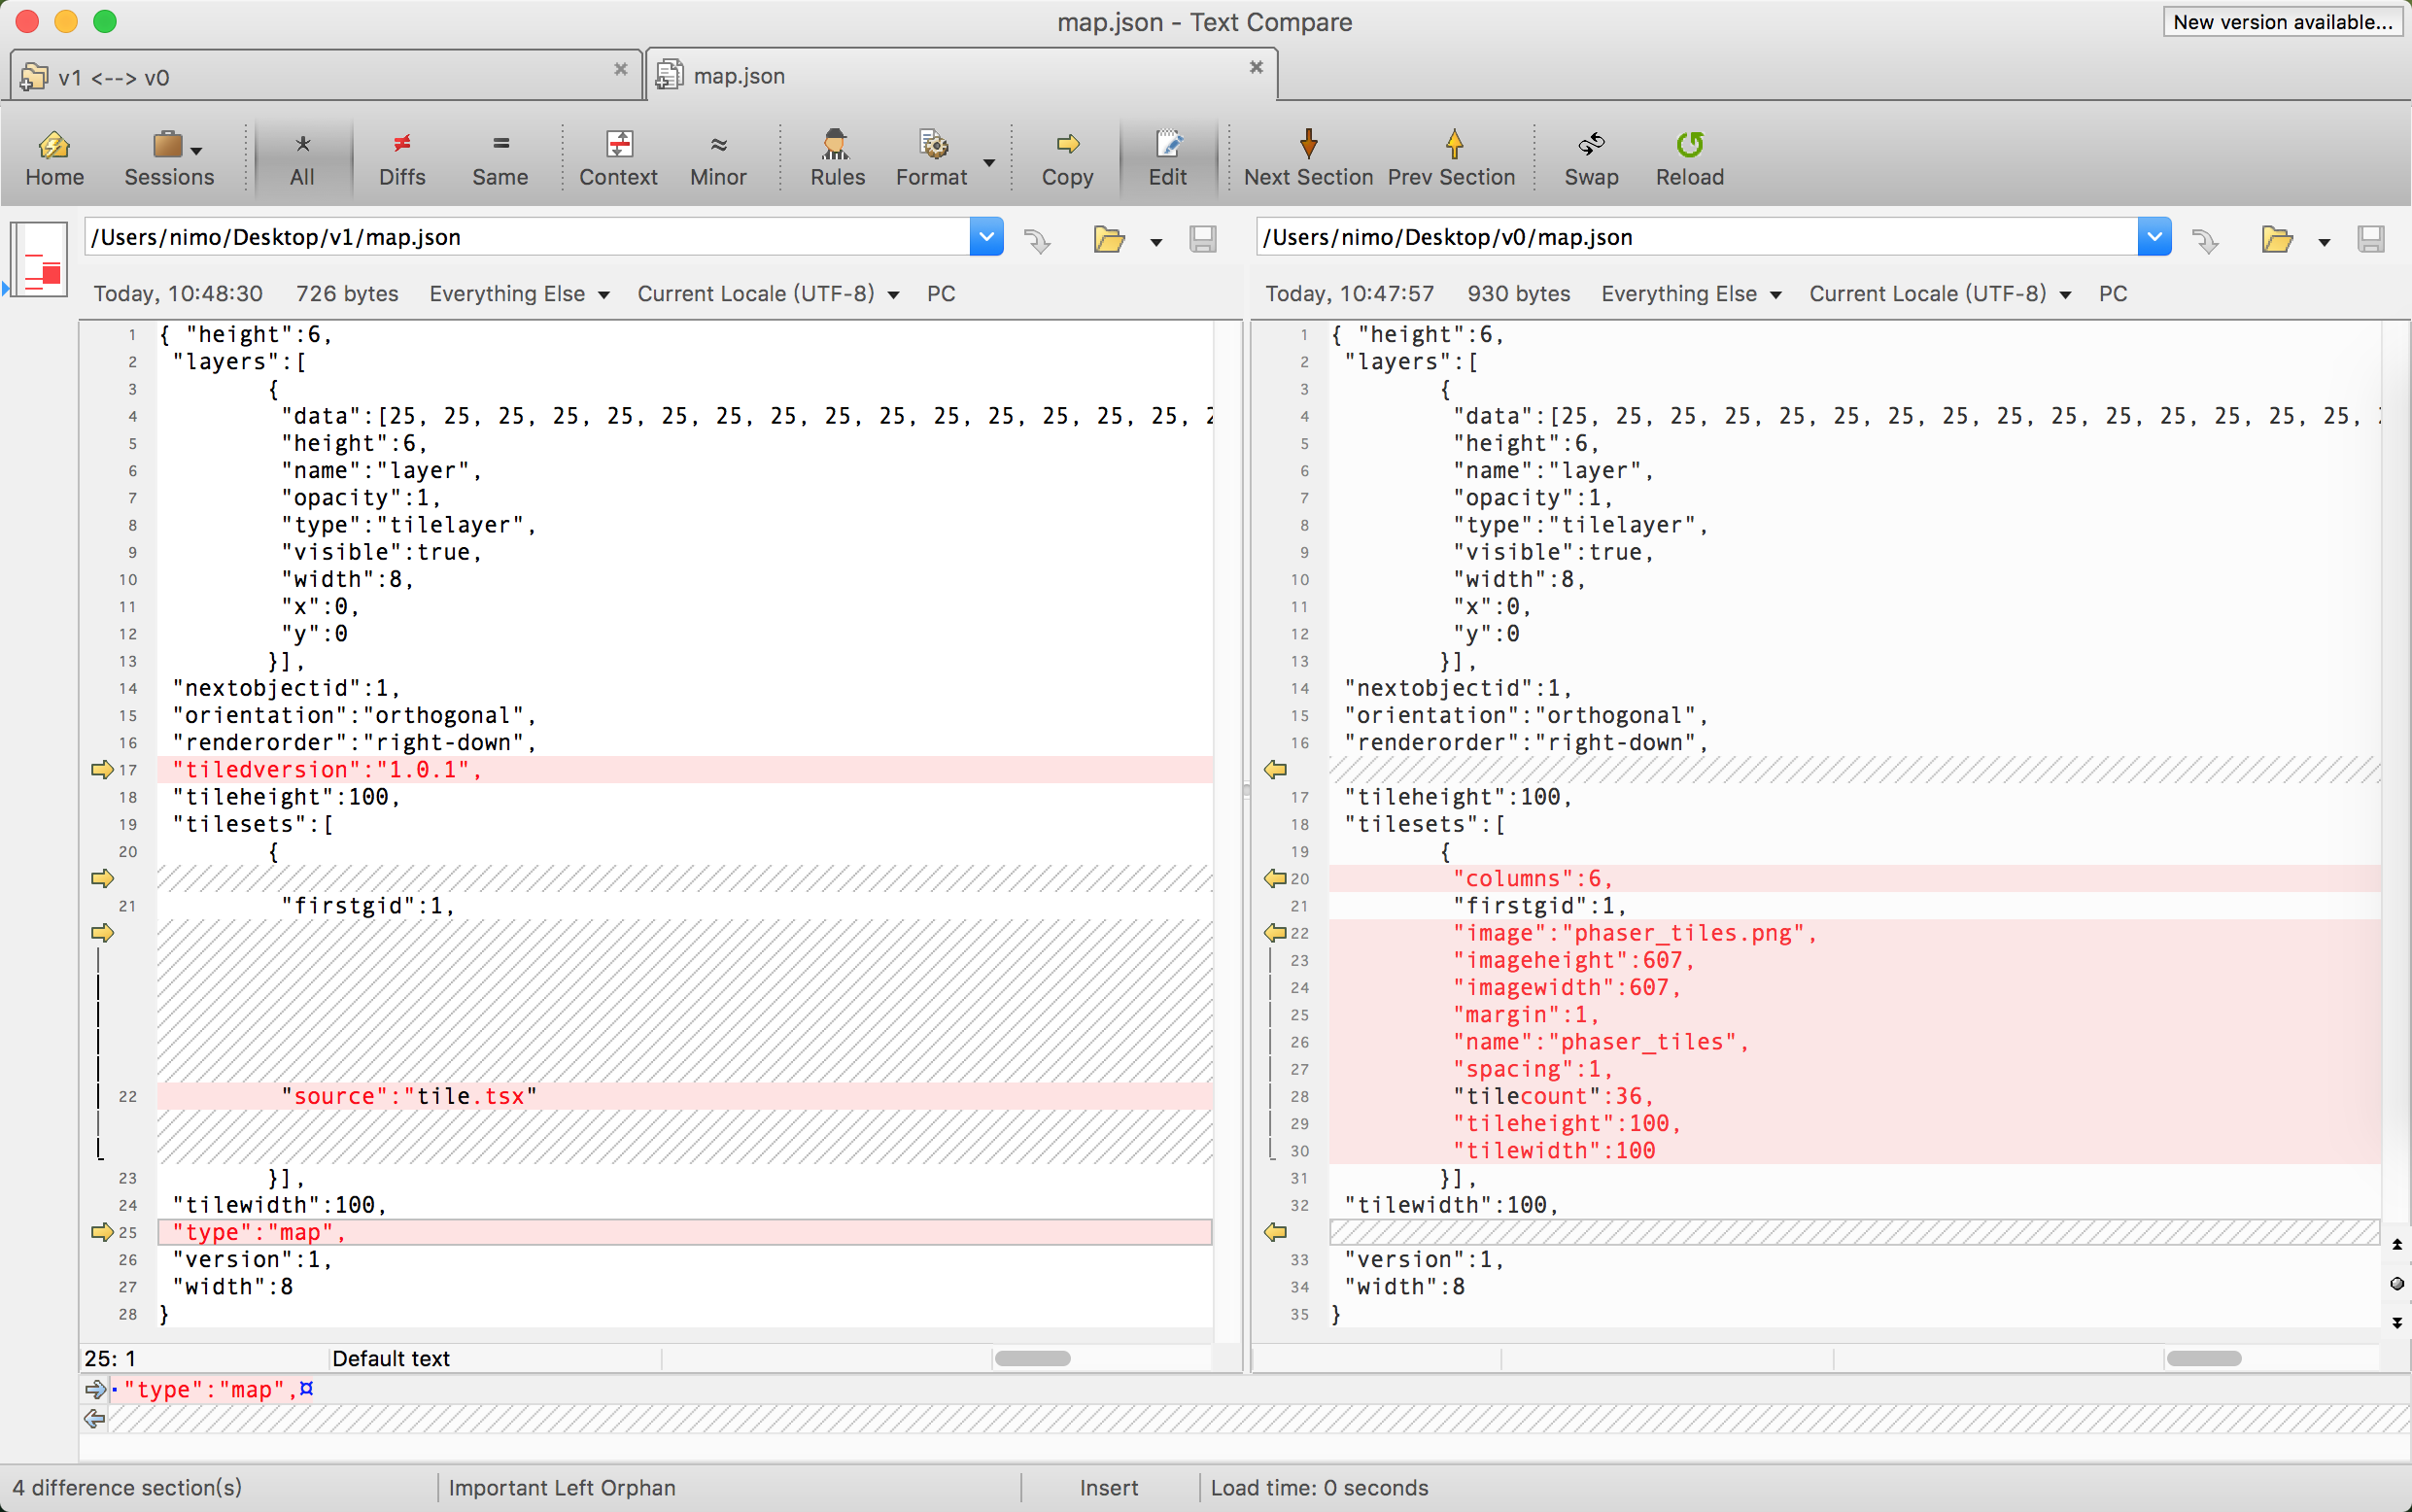 map.json - Text Compare
New version available...
v1 <--> v0
map.json
Home Sessions All Diffs Same Context Minor Rules Format Copy Edit Next Section Prev Section Swap Reload
/Users/nimo/Desktop/v1/map.json
/Users/nimo/Desktop/v0/map.json
Today, 10:48:30 726 bytes Everything Else Current Locale (UTF-8) PC
Today, 10:47:57 930 bytes Everything Else Current Locale (UTF-8) PC
1 { "height":6,
2 "layers":[
3 {
4 "data":[25, 25, 25, 25, 25, 25, 25, 25, 25, 25, 25, 25, 25, 25, 25,
5 "height":6,
6 "name":"layer",
7 "opacity":1,
8 "type":"tilelayer",
9 "visible":true,
10 "width":8,
11 "x":0,
12 "y":0
13 }],
14 "nextobjectid":1,
15 "orientation":"orthogonal",
16 "renderorder":"right-down",
17 "tiledversion":"1.0.1",
18 "tileheight":100,
19 "tilesets":[
20 {
21 "firstgid":1,
22 "source":"tile.tsx"
23 }],
24 "tilewidth":100,
25 "type":"map",
26 "version":1,
27 "width":8
28 }
1 { "height":6,
2 "layers":[
3 {
4 "data":[25, 25, 25, 25, 25, 25, 25, 25, 25, 25, 25, 25, 25, 25, 25,
5 "height":6,
6 "name":"layer",
7 "opacity":1,
8 "type":"tilelayer",
9 "visible":true,
10 "width":8,
11 "x":0,
12 "y":0
13 }],
14 "nextobjectid":1,
15 "orientation":"orthogonal",
16 "renderorder":"right-down",
17 "tileheight":100,
18 "tilesets":[
19 {
20 "columns":6,
21 "firstgid":1,
22 "image":"phaser_tiles.png",
23 "imageheight":607,
24 "imagewidth":607,
25 "margin":1,
26 "name":"phaser_tiles",
27 "spacing":1,
28 "tilecount":36,
29 "tileheight":100,
30 "tilewidth":100
31 }],
32 "tilewidth":100,
33 "version":1,
34 "width":8
35 }
25: 1 Default text
"type":"map",¤
4 difference section(s) Important Left Orphan Insert Load time: 0 seconds